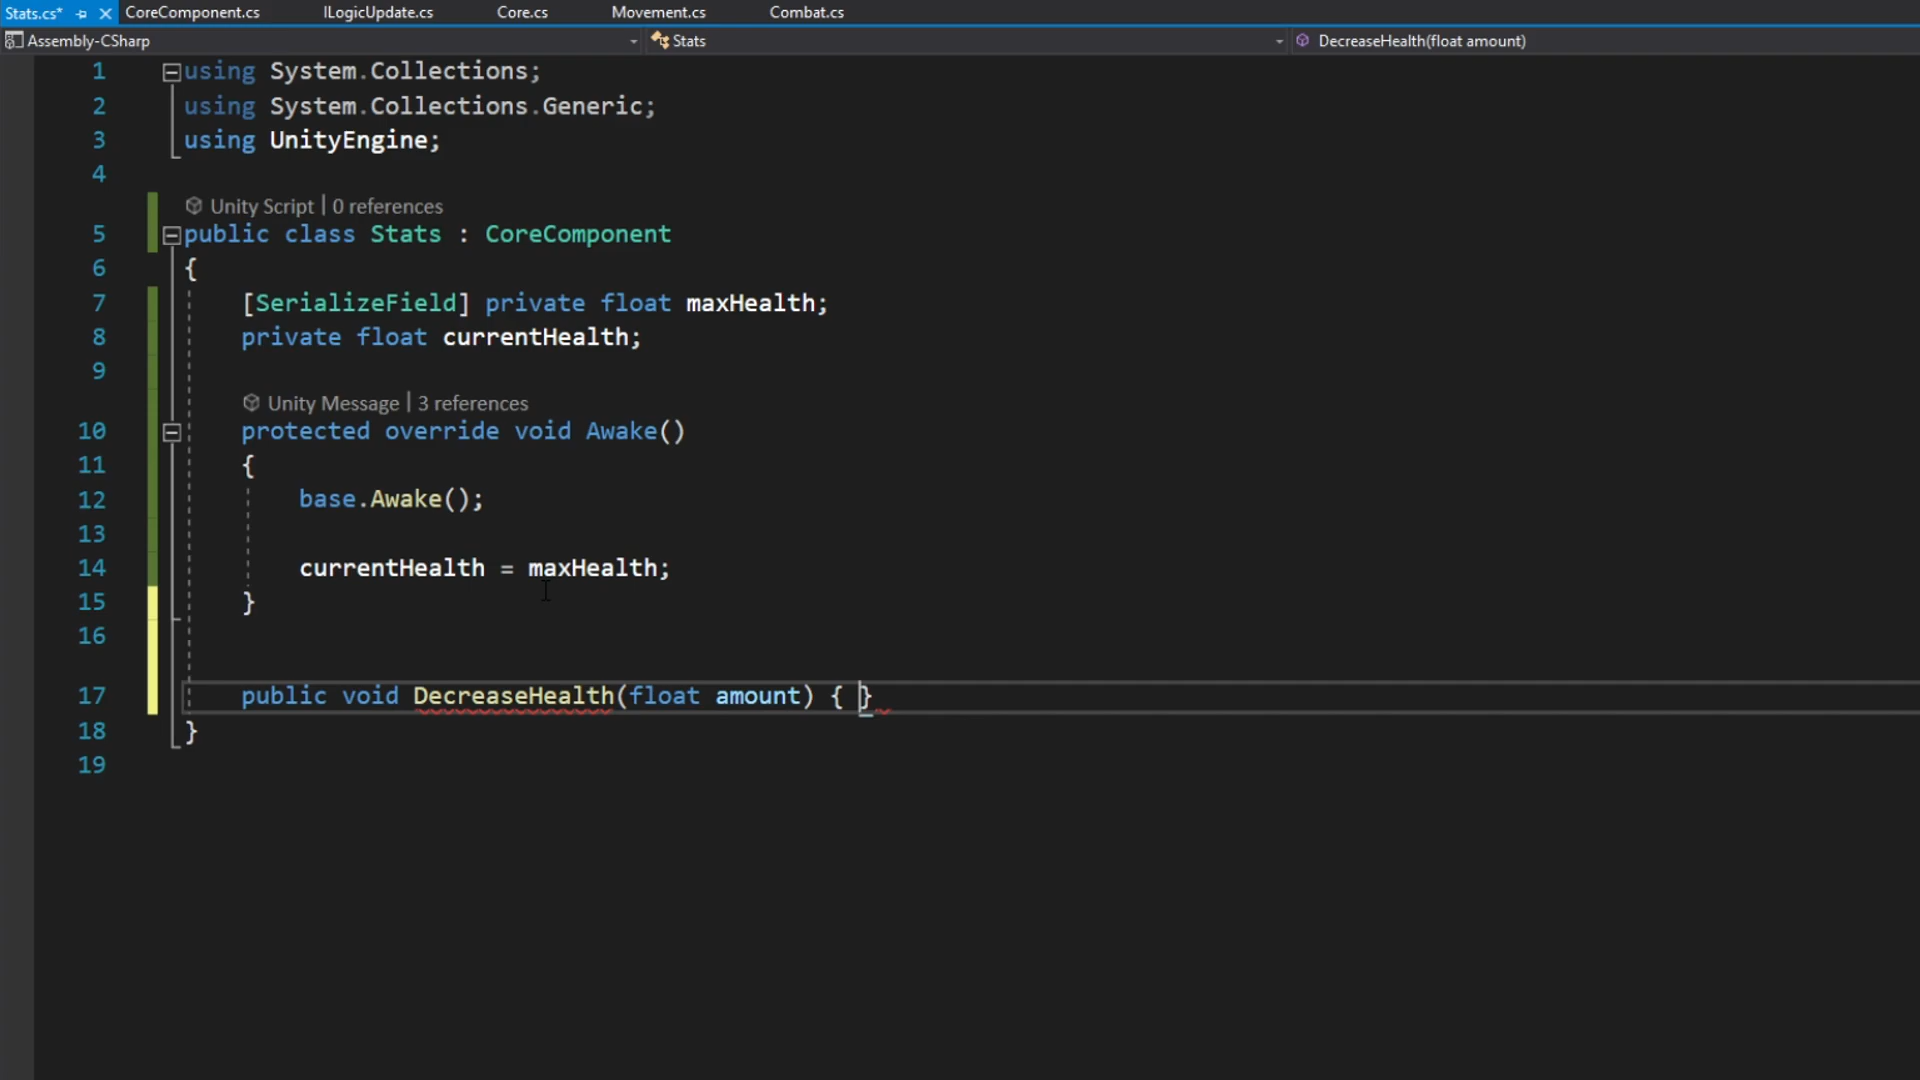 Stats.cs* CoreComponent.cs ILogicUpdate.cs Core.cs Movement.cs Combat.cs
Assembly-CSharp Stats DecreaseHealth(float amount)
1 using System.Collections;
2 using System.Collections.Generic;
3 using UnityEngine;
4
Unity Script | 0 references
5 public class Stats : CoreComponent
6 {
7 [SerializeField] private float maxHealth;
8 private float currentHealth;
9
Unity Message | 3 references
10 protected override void Awake()
11 {
12 base.Awake();
13
14 currentHealth = maxHealth;
15 }
16
17 public void DecreaseHealth(float amount) { }
18 }
19